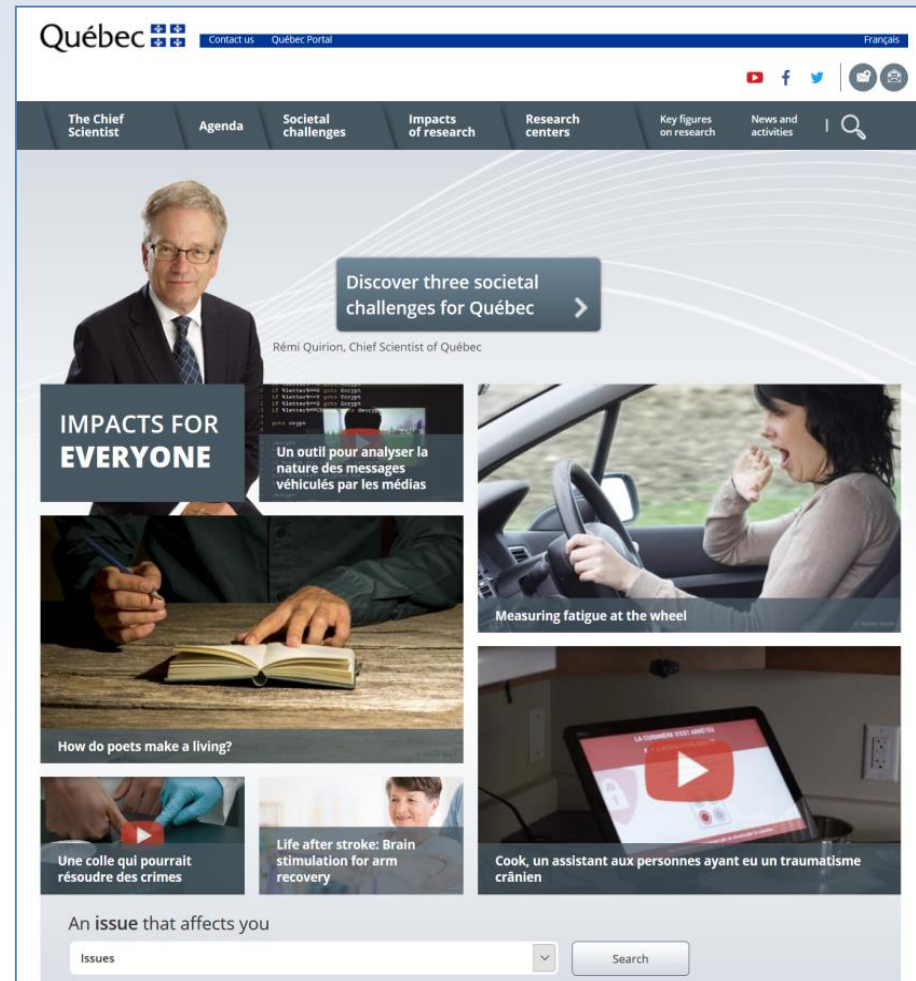 Québec
Contact us Québec Portal Français
The Chief
Scientist
Agenda
Societal
challenges
Impacts
of research
Research
centers
Key figures
on research
News and
activities
Discover three societal
challenges for Québec
Rémi Quirion, Chief Scientist of Québec
IMPACTS FOR
EVERYONE
Un outil pour analyser la
nature des messages
véhiculés par les médias
Measuring fatigue at the wheel
How do poets make a living?
LA CUISINIÈRE S'EST ARRÊTÉE
Une colle qui pourrait
résoudre des crimes
Life after stroke: Brain
stimulation for arm
recovery
Cook, un assistant aux personnes ayant eu un traumatisme
crânien
An issue that affects you
Issues
Search